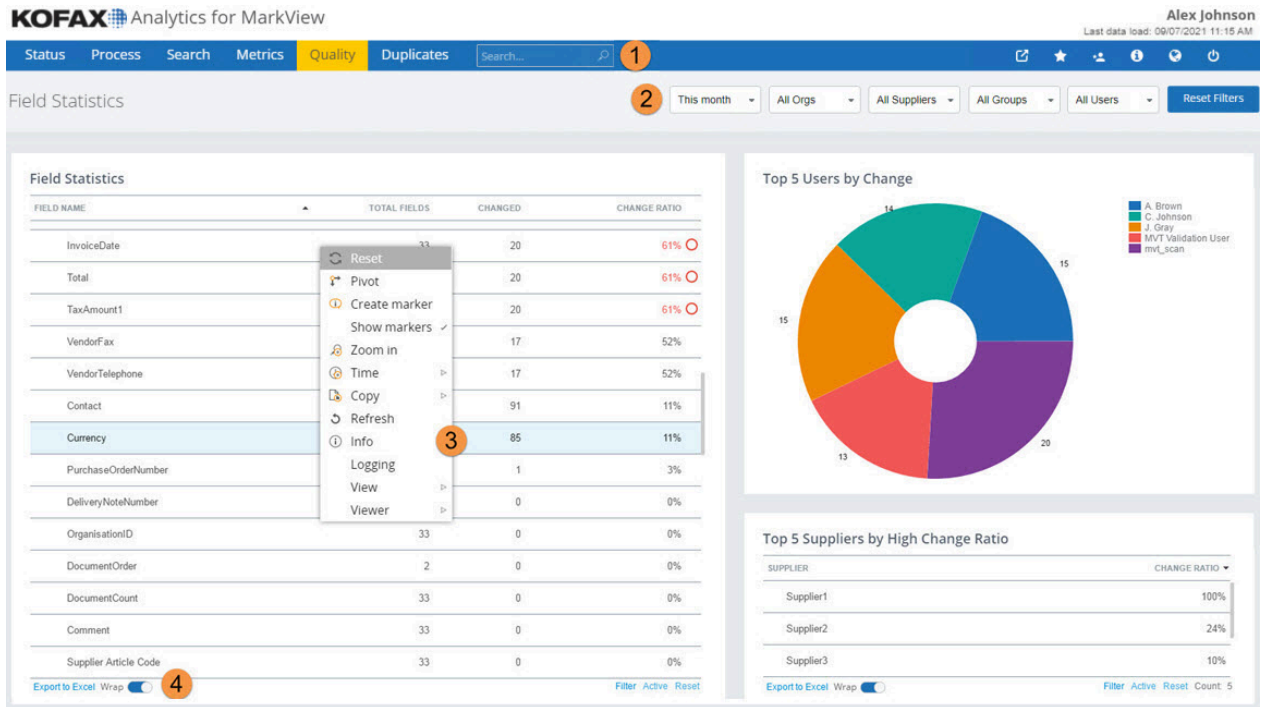 KOFAX Analytics for MarkView
Alex Johnson
Last data load: 09/07/2021 11:15 AM
Status Process Search Metrics Quality Duplicates Search... 1
Field Statistics
2 This month All Orgs All Suppliers All Groups All Users Reset Filters
Field Statistics
FIELD NAME TOTAL FIELDS CHANGED CHANGE RATIO
InvoiceDate 33 20 61%
Total 20 61%
TaxAmount1 20 61%
VendorFax 17 52%
VendorTelephone 17 52%
Contact 91 11%
Currency 85 11%
PurchaseOrderNumber 1 3%
DeliveryNoteNumber 0 0%
OrganisationID 33 0 0%
DocumentOrder 2 0 0%
DocumentCount 33 0 0%
Comment 33 0 0%
Supplier Article Code 33 0 0%
Export to Excel Wrap 4 Filter Active Reset
Reset
Pivot
Create marker
Show markers
Zoom in
Time
Copy
Refresh
Info 3
Logging
View
Viewer
Top 5 Users by Change
14
15
15
13
20
A. Brown
C. Johnson
J. Gray
MVT Validation User
mvt_scan
Top 5 Suppliers by High Change Ratio
SUPPLIER CHANGE RATIO
Supplier1 100%
Supplier2 24%
Supplier3 10%
Export to Excel Wrap Filter Active Reset Count: 5